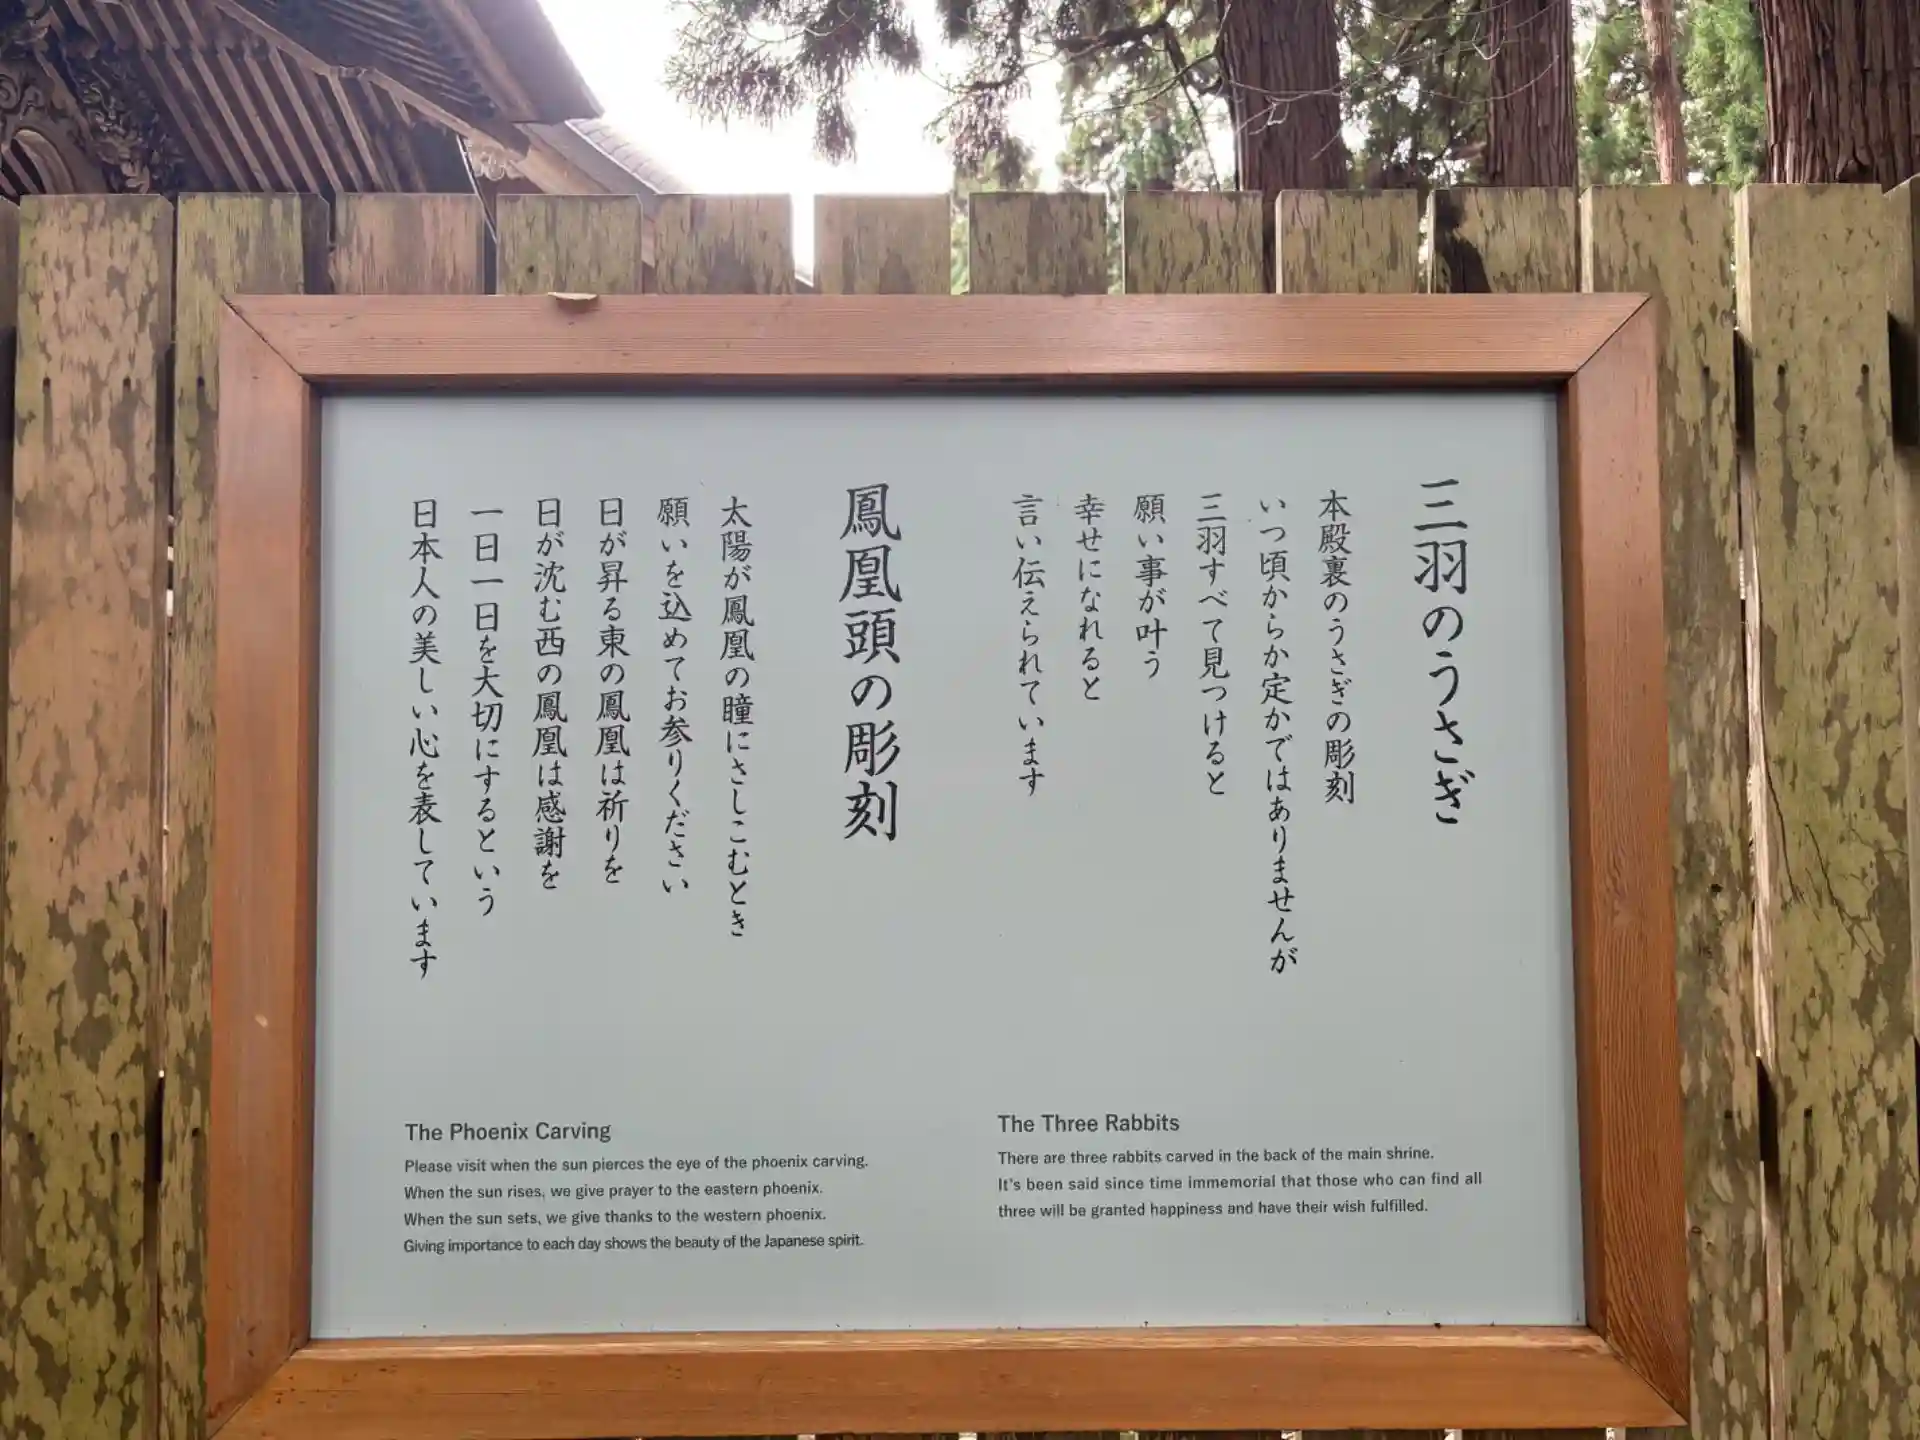 三羽のうさぎ
本殿裏のうさぎの彫刻
いつ頃からか定かではありませんが
三羽すべて見つけると
願い事が叶う
幸せになれると
言い伝えられています
鳳凰頭の彫刻
太陽が鳳凰の瞳にさしこむとき
願いを込めてお参りください
日が昇る東の鳳凰は祈りを
日が沈む西の鳳凰は感謝を
一日一日を大切にするという
日本人の美しい心を表しています
The Phoenix Carving
Please visit when the sun pierces the eye of the phoenix carving.
When the sun rises, we give prayer to the eastern phoenix.
When the sun sets, we give thanks to the western phoenix.
Giving importance to each day shows the beauty of the Japanese spirit.
The Three Rabbits
There are three rabbits carved in the back of the main shrine.
It's been said since time immemorial that those who can find all
three will be granted happiness and have their wish fulfilled.